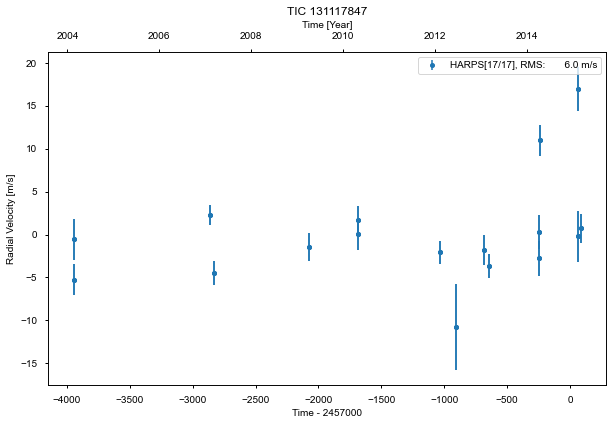 TIC 131117847
Time [Year]
2004 2006 2008 2010 2012 2014
HARPS[17/17], RMS: 6.0 m/s
20
15
10
5
0
−5
−10
−15
Radial Velocity [m/s]
−4000 −3500 −3000 −2500 −2000 −1500 −1000 −500 0
Time - 2457000